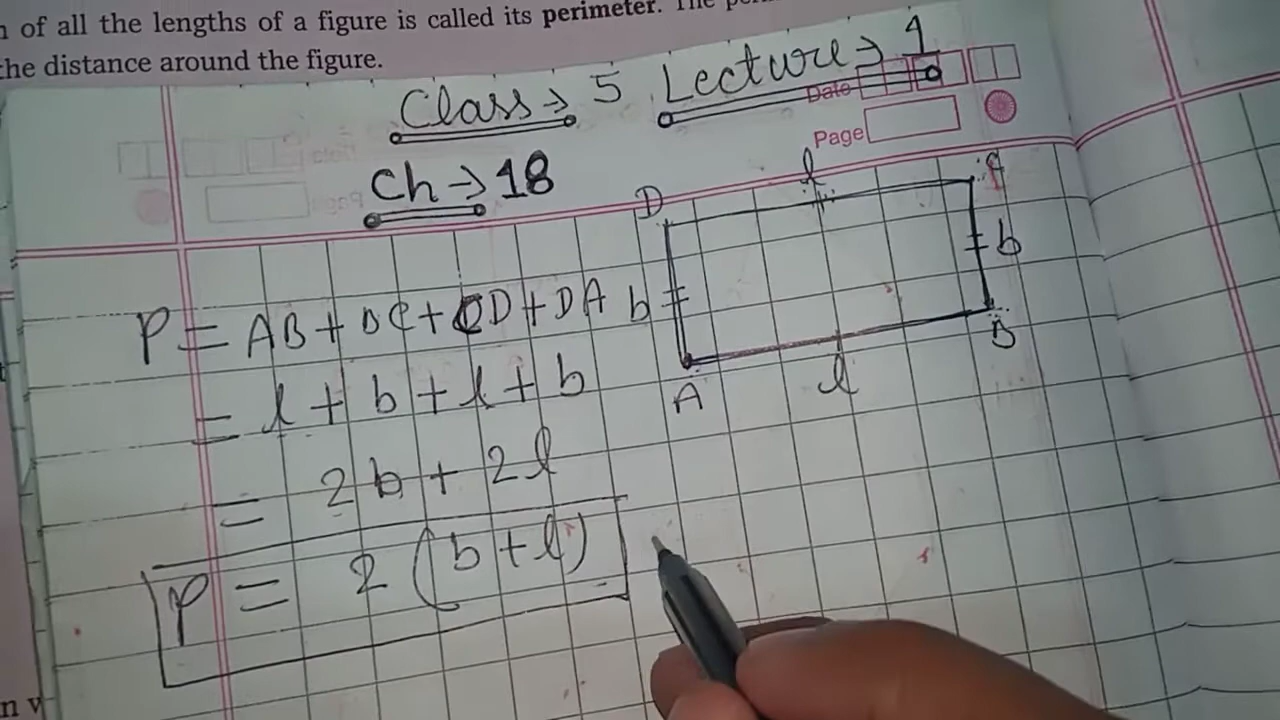 of all the lengths of a figure is called its perimeter. The
the distance around the figure.
Class → 5 Lecture → 1
Date
Page
Ch → 18
D l C
b b
A l B
P = AB + BC + CD + DA
= l + b + l + b
= 2b + 2l
P = 2 (b + l)